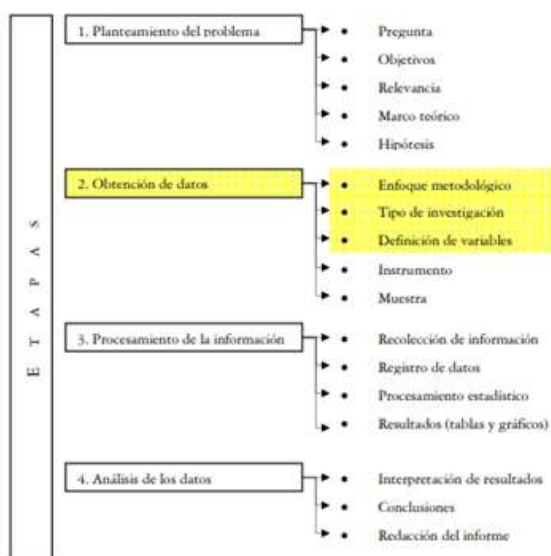 ETAPAS
1. Planteamiento del problema
• Pregunta
• Objetivos
• Relevancia
• Marco teórico
• Hipótesis
2. Obtención de datos
• Enfoque metodológico
• Tipo de investigación
• Definición de variables
• Instrumento
• Muestra
3. Procesamiento de la información
• Recolección de información
• Registro de datos
• Procesamiento estadístico
• Resultados (tablas y gráficos)
4. Análisis de los datos
• Interpretación de resultados
• Conclusiones
• Redacción del informe